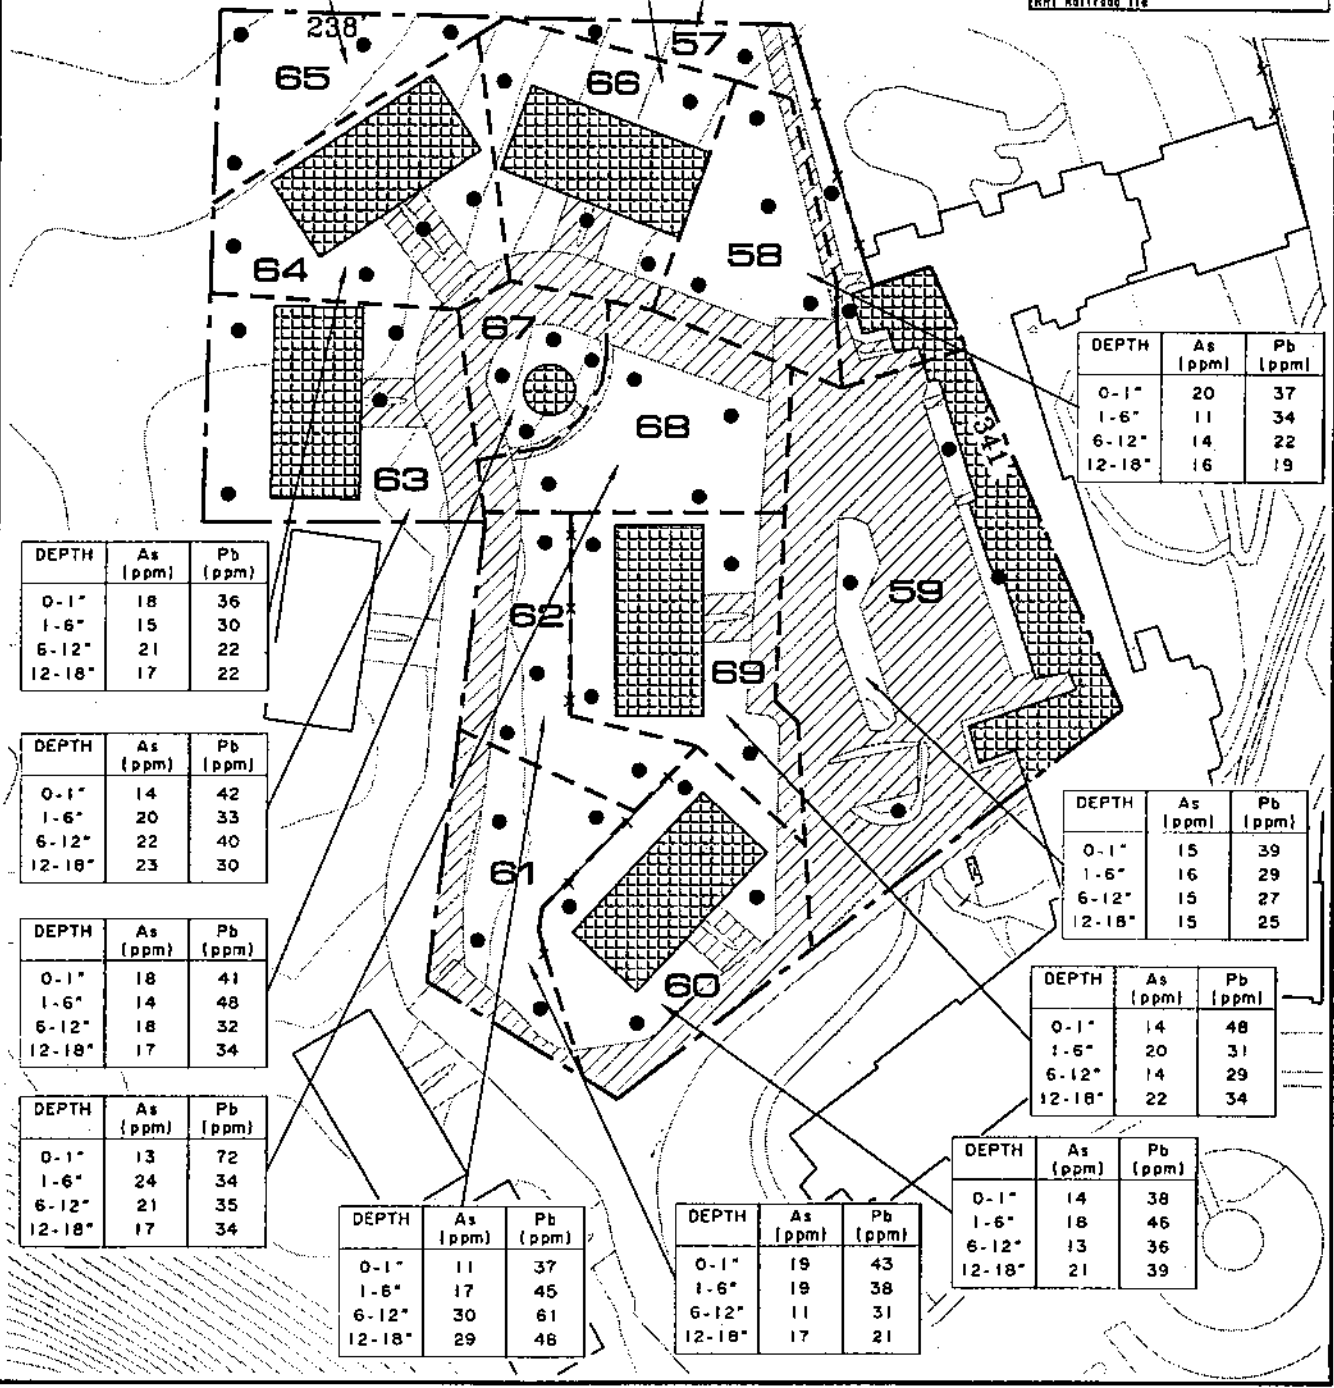 238'
65
57
66
64
58
67
68
63
341'
62
59
69
61
60
DEPTH As (ppm) Pb (ppm)
0-1" 20 37
1-6" 11 34
6-12" 14 22
12-18" 16 19
DEPTH As (ppm) Pb (ppm)
0-1" 18 36
1-6" 15 30
6-12" 21 22
12-18" 17 22
DEPTH As (ppm) Pb (ppm)
0-1" 14 42
1-6" 20 33
6-12" 22 40
12-18" 23 30
DEPTH As (ppm) Pb (ppm)
0-1" 15 39
1-6" 16 29
6-12" 15 27
12-18" 15 25
DEPTH As (ppm) Pb (ppm)
0-1" 18 41
1-6" 14 48
6-12" 18 32
12-18" 17 34
DEPTH As (ppm) Pb (ppm)
0-1" 14 48
1-6" 20 31
6-12" 14 29
12-18" 22 34
DEPTH As (ppm) Pb (ppm)
0-1" 13 72
1-6" 24 34
6-12" 21 35
12-18" 17 34
DEPTH As (ppm) Pb (ppm)
0-1" 14 38
1-6" 18 46
6-12" 13 36
12-18" 21 39
DEPTH As (ppm) Pb (ppm)
0-1" 11 37
1-6" 17 45
6-12" 30 61
12-18" 29 46
DEPTH As (ppm) Pb (ppm)
0-1" 19 43
1-6" 19 38
6-12" 11 31
12-18" 17 21